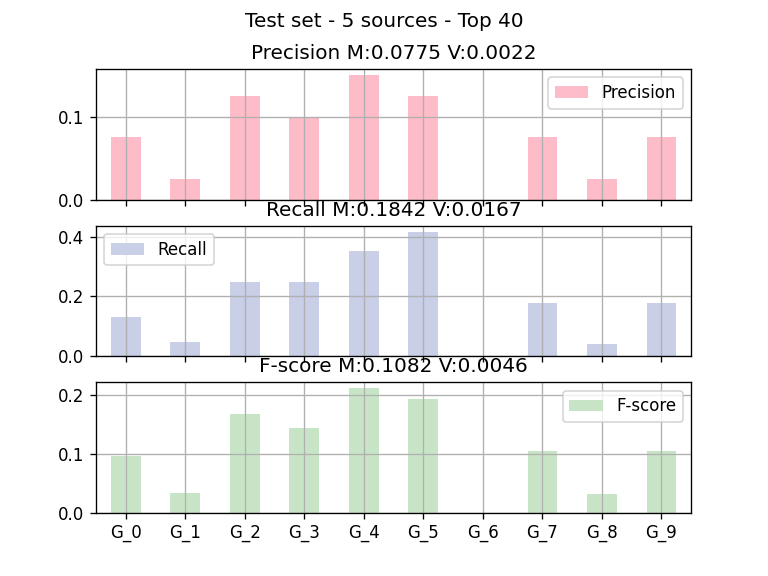 Test set - 5 sources - Top 40
Precision M:0.0775 V:0.0022
Precision
0.1
0.0
Recall M:0.1842 V:0.0167
0.4
Recall
0.2
0.0
F-score M:0.1082 V:0.0046
0.2
F-score
0.1
0.0
G_0 G_1 G_2 G_3 G_4 G_5 G_6 G_7 G_8 G_9